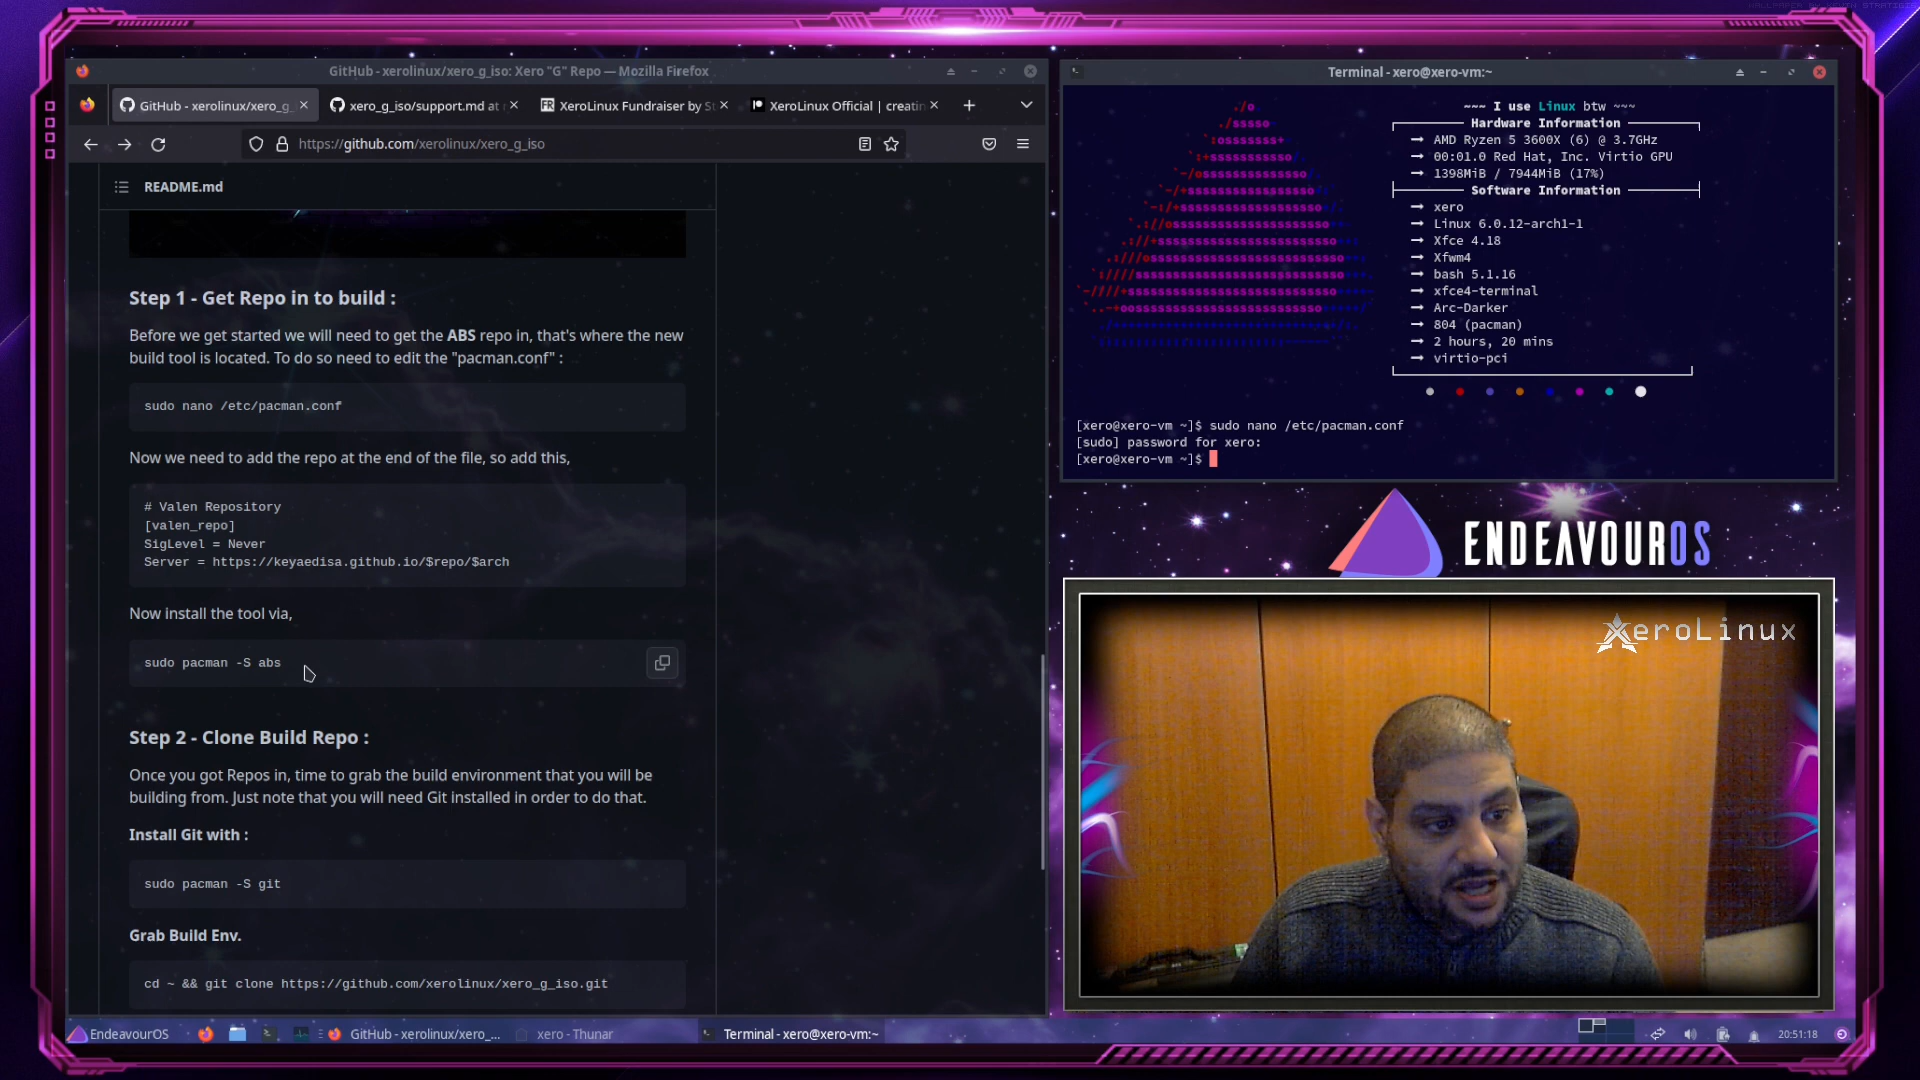 GitHub - xerolinux/xero_g_iso: Xero "G" Repo — Mozilla Firefox
GitHub - xerolinux/xero_g_
xero_g_iso/support.md at
XeroLinux Fundraiser by St
XeroLinux Official | creatin
https://github.com/xerolinux/xero_g_iso
README.md
Step 1 - Get Repo in to build :
Before we get started we will need to get the ABS repo in, that's where the new
build tool is located. To do so need to edit the "pacman.conf" :
sudo nano /etc/pacman.conf
Now we need to add the repo at the end of the file, so add this,
# Valen Repository
[valen_repo]
SigLevel = Never
Server = https://keyaedisa.github.io/$repo/$arch
Now install the tool via,
sudo pacman -S abs
Step 2 - Clone Build Repo :
Once you got Repos in, time to grab the build environment that you will be
building from. Just note that you will need Git installed in order to do that.
Install Git with :
sudo pacman -S git
Grab Build Env.
cd ~ && git clone https://github.com/xerolinux/xero_g_iso.git
Terminal - xero@xero-vm:~
~~~ I use Linux btw ~~~
Hardware Information
AMD Ryzen 5 3600X (6) @ 3.7GHz
00:01.0 Red Hat, Inc. Virtio GPU
1398MiB / 7944MiB (17%)
Software Information
xero
Linux 6.0.12-arch1-1
Xfce 4.18
Xfwm4
bash 5.1.16
xfce4-terminal
Arc-Darker
804 (pacman)
2 hours, 20 mins
virtio-pci
[xero@xero-vm ~]$ sudo nano /etc/pacman.conf
[sudo] password for xero:
[xero@xero-vm ~]$
ENDEAVOUROS
XeroLinux
EndeavourOS
GitHub - xerolinux/xero_...
xero - Thunar
Terminal - xero@xero-vm:~
20:51:18